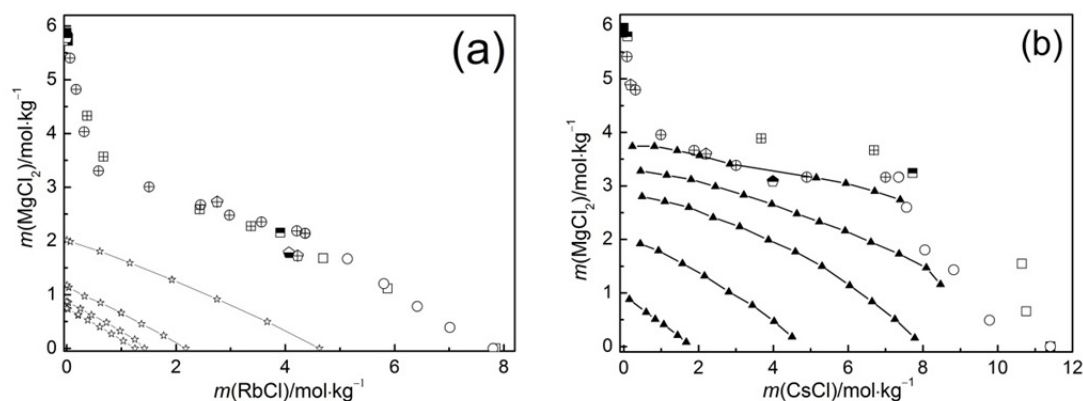 (a)
m(MgCl₂)/mol·kg⁻¹
6
5
4
3
2
1
0
0 2 4 6 8
m(RbCl)/mol·kg⁻¹
(b)
m(MgCl₂)/mol·kg⁻¹
6
5
4
3
2
1
0
0 2 4 6 8 10 12
m(CsCl)/mol·kg⁻¹